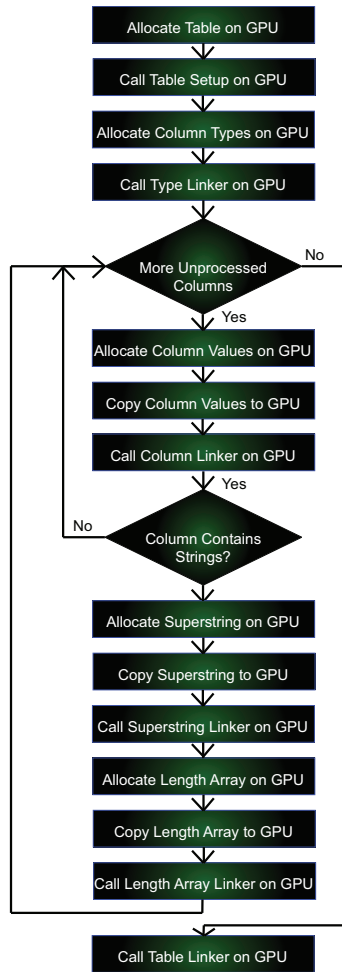 Allocate Table on GPU
Call Table Setup on GPU
Allocate Column Types on GPU
Call Type Linker on GPU
More Unprocessed
Columns
No
Yes
Allocate Column Values on GPU
Copy Column Values to GPU
Call Column Linker on GPU
Yes
No
Column Contains
Strings?
Allocate Superstring on GPU
Copy Superstring to GPU
Call Superstring Linker on GPU
Allocate Length Array on GPU
Copy Length Array to GPU
Call Length Array Linker on GPU
Call Table Linker on GPU